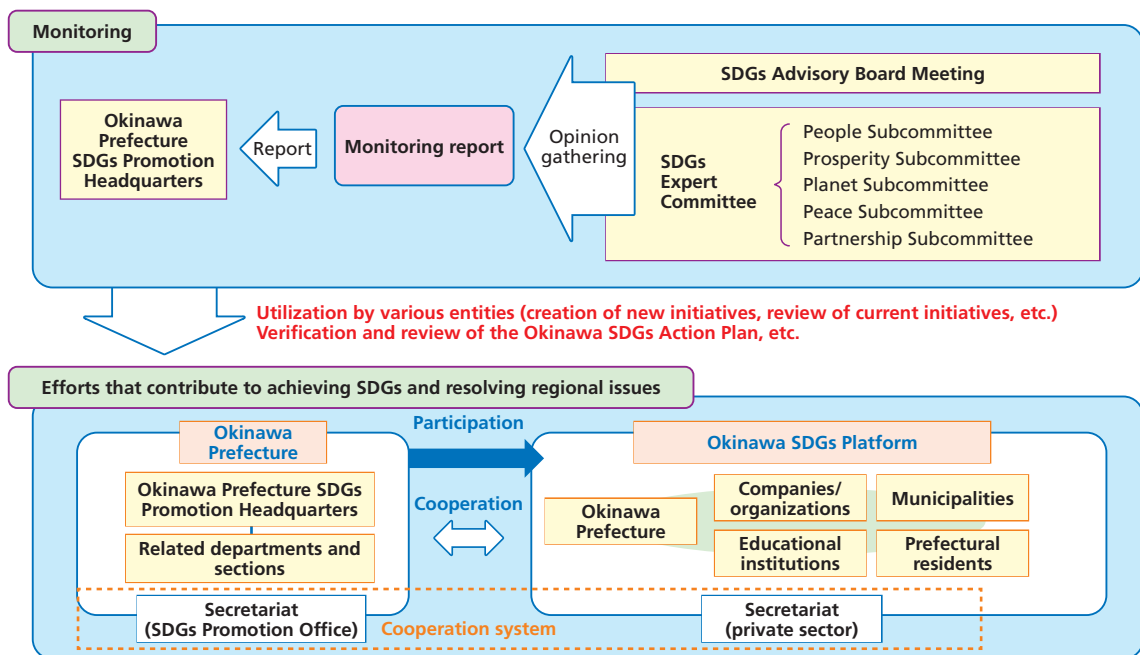 Monitoring
SDGs Advisory Board Meeting
Okinawa
Prefecture
SDGs Promotion
Headquarters
Report
Monitoring report
Opinion
gathering
SDGs
Expert
Committee
People Subcommittee
Prosperity Subcommittee
Planet Subcommittee
Peace Subcommittee
Partnership Subcommittee
Utilization by various entities (creation of new initiatives, review of current initiatives, etc.)
Verification and review of the Okinawa SDGs Action Plan, etc.
Efforts that contribute to achieving SDGs and resolving regional issues
Okinawa
Prefecture
Okinawa Prefecture SDGs
Promotion Headquarters
Related departments and
sections
Secretariat
(SDGs Promotion Office)
Participation
Cooperation
Cooperation system
Okinawa SDGs Platform
Okinawa
Prefecture
Companies/
organizations
Municipalities
Educational
institutions
Prefectural
residents
Secretariat
(private sector)